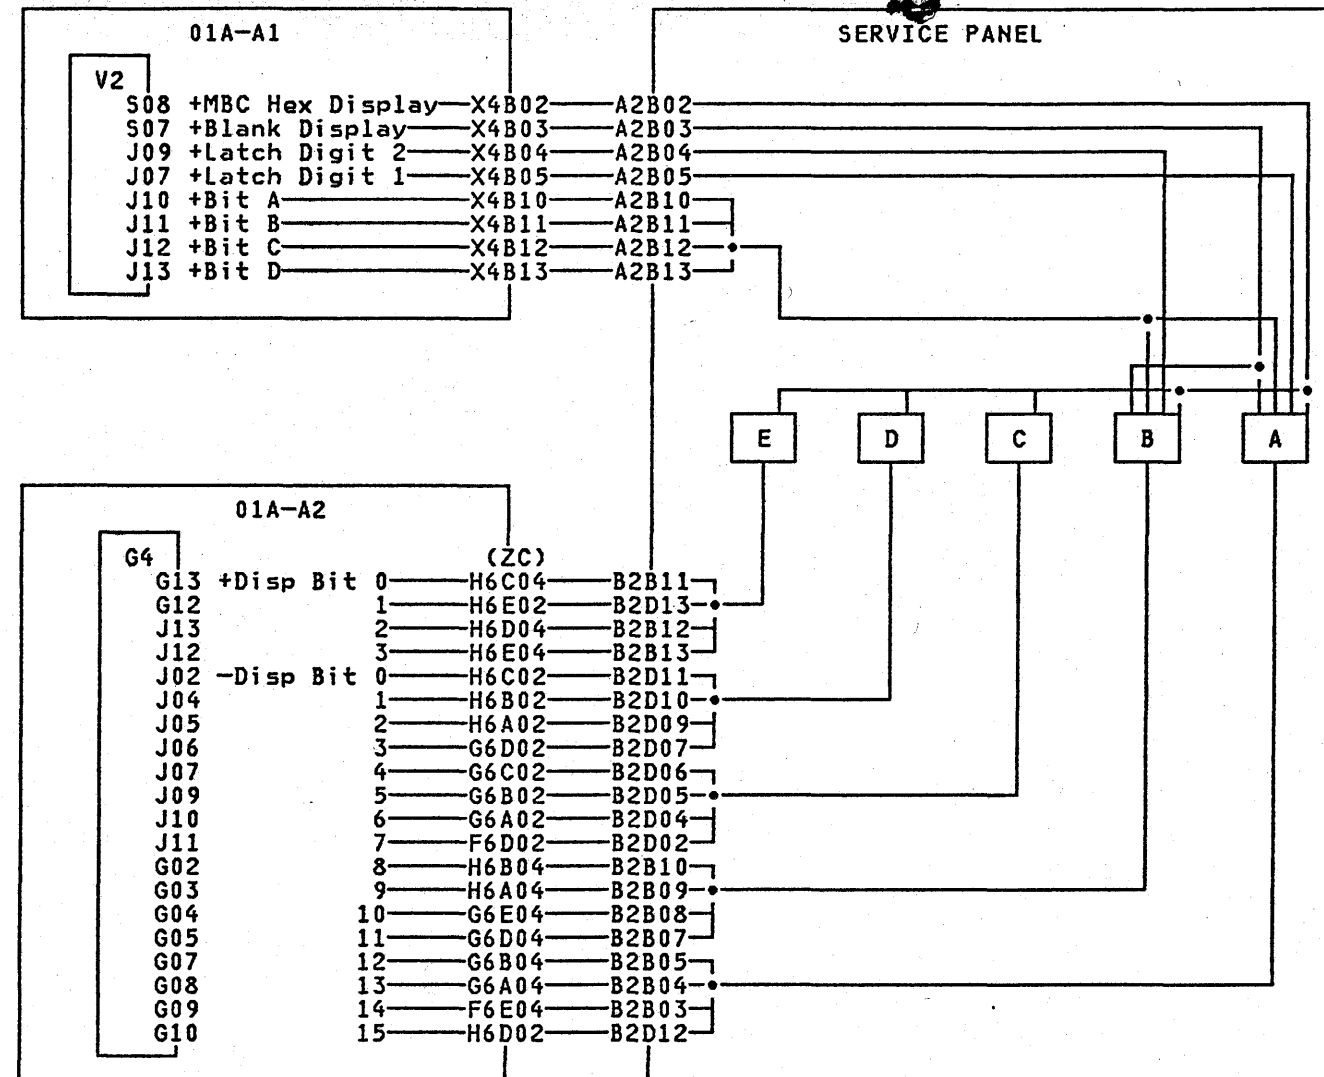 01A—A1
SERVICE PANEL
V2
S08 +MBC Hex Display—X4B02—A2B02
S07 +Blank Display—X4B03—A2B03
J09 +Latch Digit 2—X4B04—A2B04
J07 +Latch Digit 1—X4B05—A2B05
J10 +Bit A—X4B10—A2B10
J11 +Bit B—X4B11—A2B11
J12 +Bit C—X4B12—A2B12
J13 +Bit D—X4B13—A2B13
E D C B A
01A—A2
G4 (ZC)
G13 +Disp Bit 0—H6C04—B2B11
G12 1—H6E02—B2D13
J13 2—H6D04—B2B12
J12 3—H6E04—B2B13
J02 —Disp Bit 0—H6C02—B2D11
J04 1—H6B02—B2D10
J05 2—H6A02—B2D09
J06 3—G6D02—B2D07
J07 4—G6C02—B2D06
J09 5—G6B02—B2D05
J10 6—G6A02—B2D04
J11 7—F6D02—B2D02
G02 8—H6B04—B2B10
G03 9—H6A04—B2B09
G04 10—G6E04—B2B08
G05 11—G6D04—B2B07
G07 12—G6B04—B2B05
G08 13—G6A04—B2B04
G09 14—F6E04—B2B03
G10 15—H6D02—B2D12